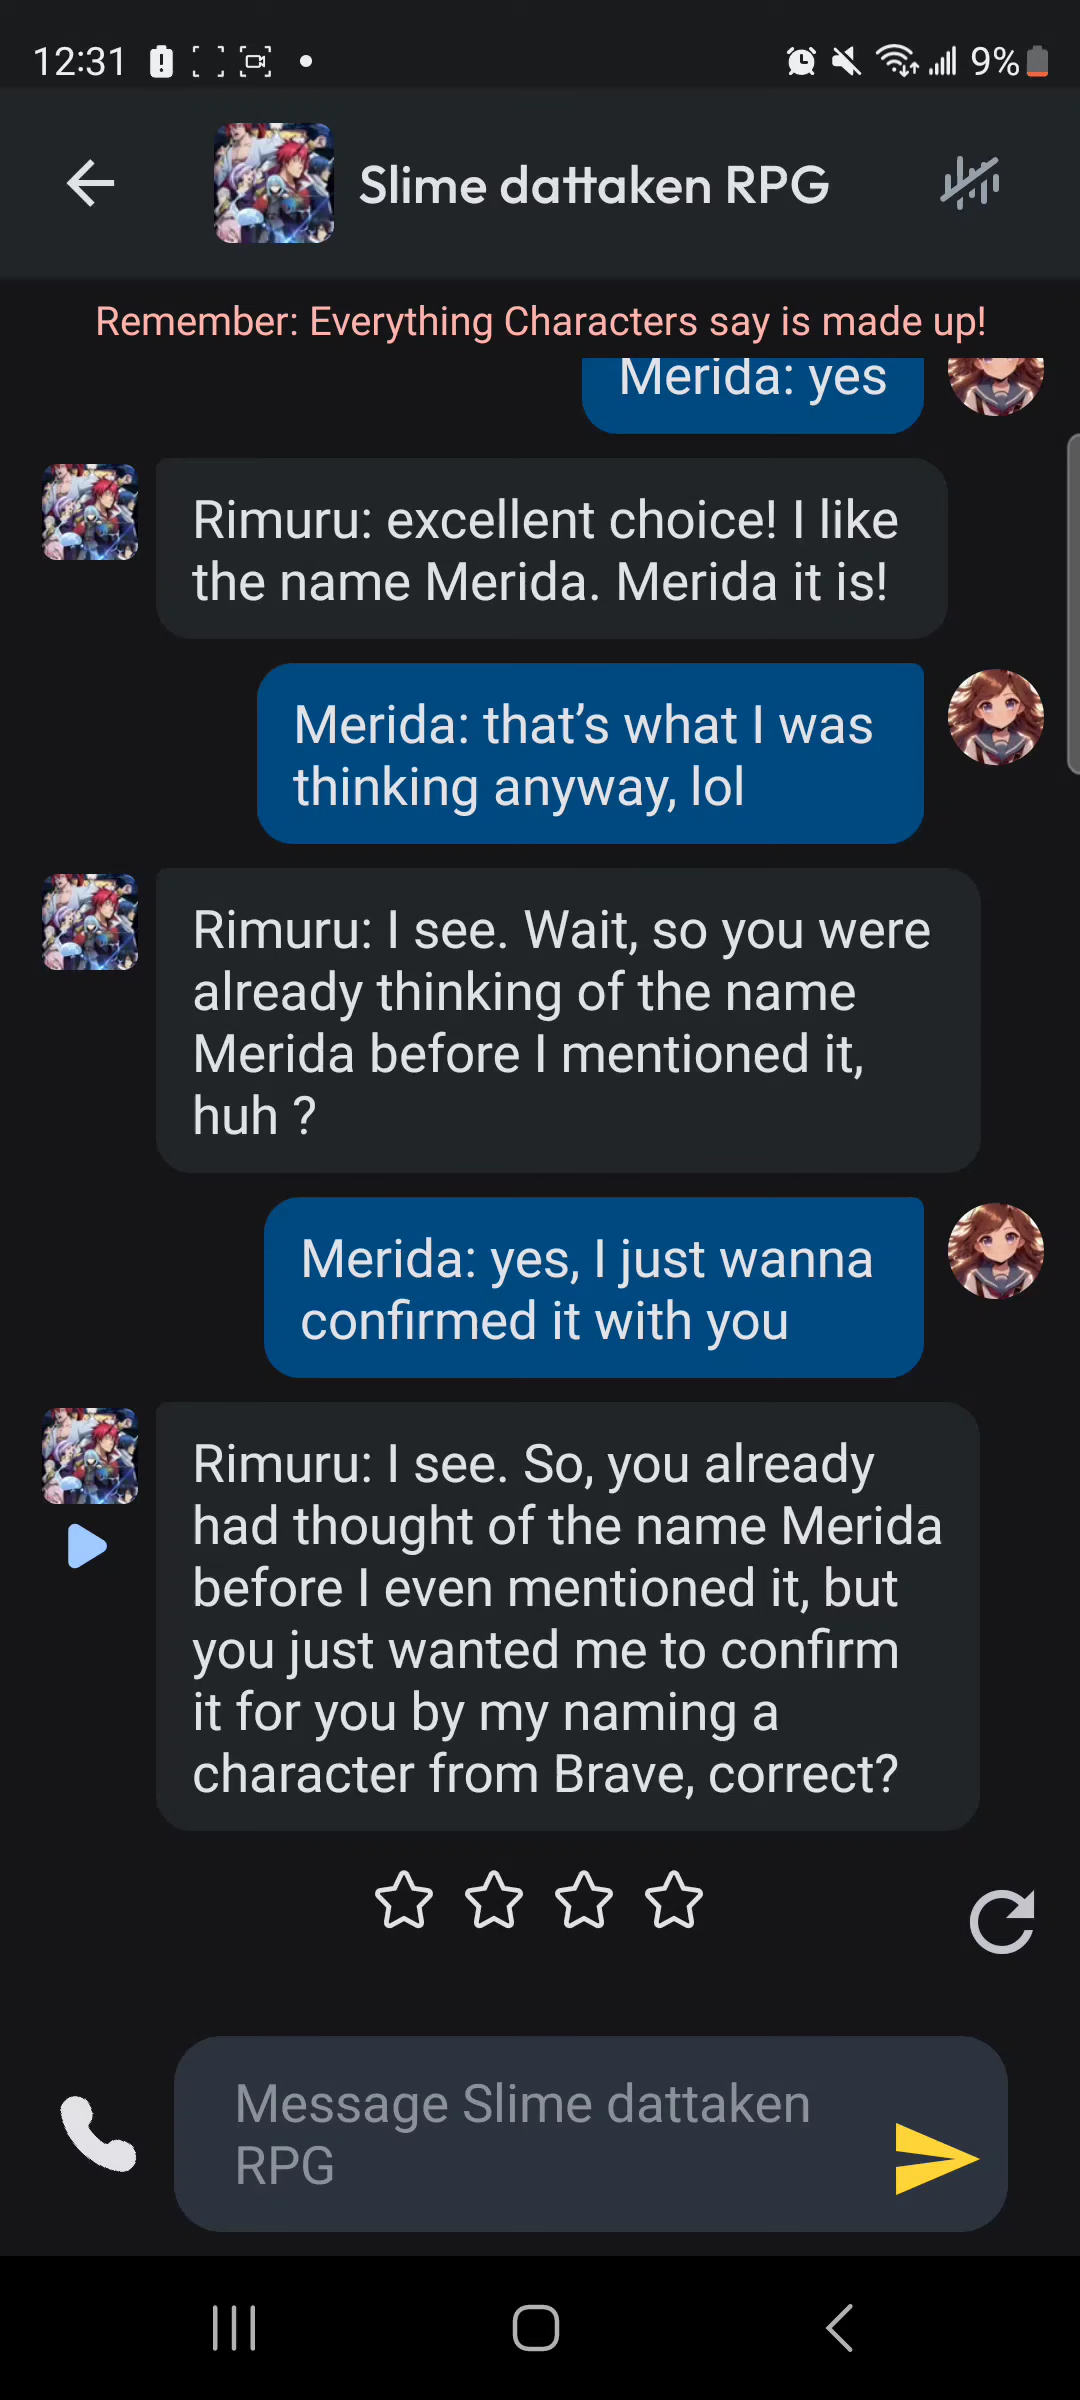 12:31
9%
Slime dattaken RPG
Remember: Everything Characters say is made up!
Merida: yes
Rimuru: excellent choice! I like
the name Merida. Merida it is!
Merida: that’s what I was
thinking anyway, lol
Rimuru: I see. Wait, so you were
already thinking of the name
Merida before I mentioned it,
huh ?
Merida: yes, I just wanna
confirmed it with you
Rimuru: I see. So, you already
had thought of the name Merida
before I even mentioned it, but
you just wanted me to confirm
it for you by my naming a
character from Brave, correct?
Message Slime dattaken
RPG